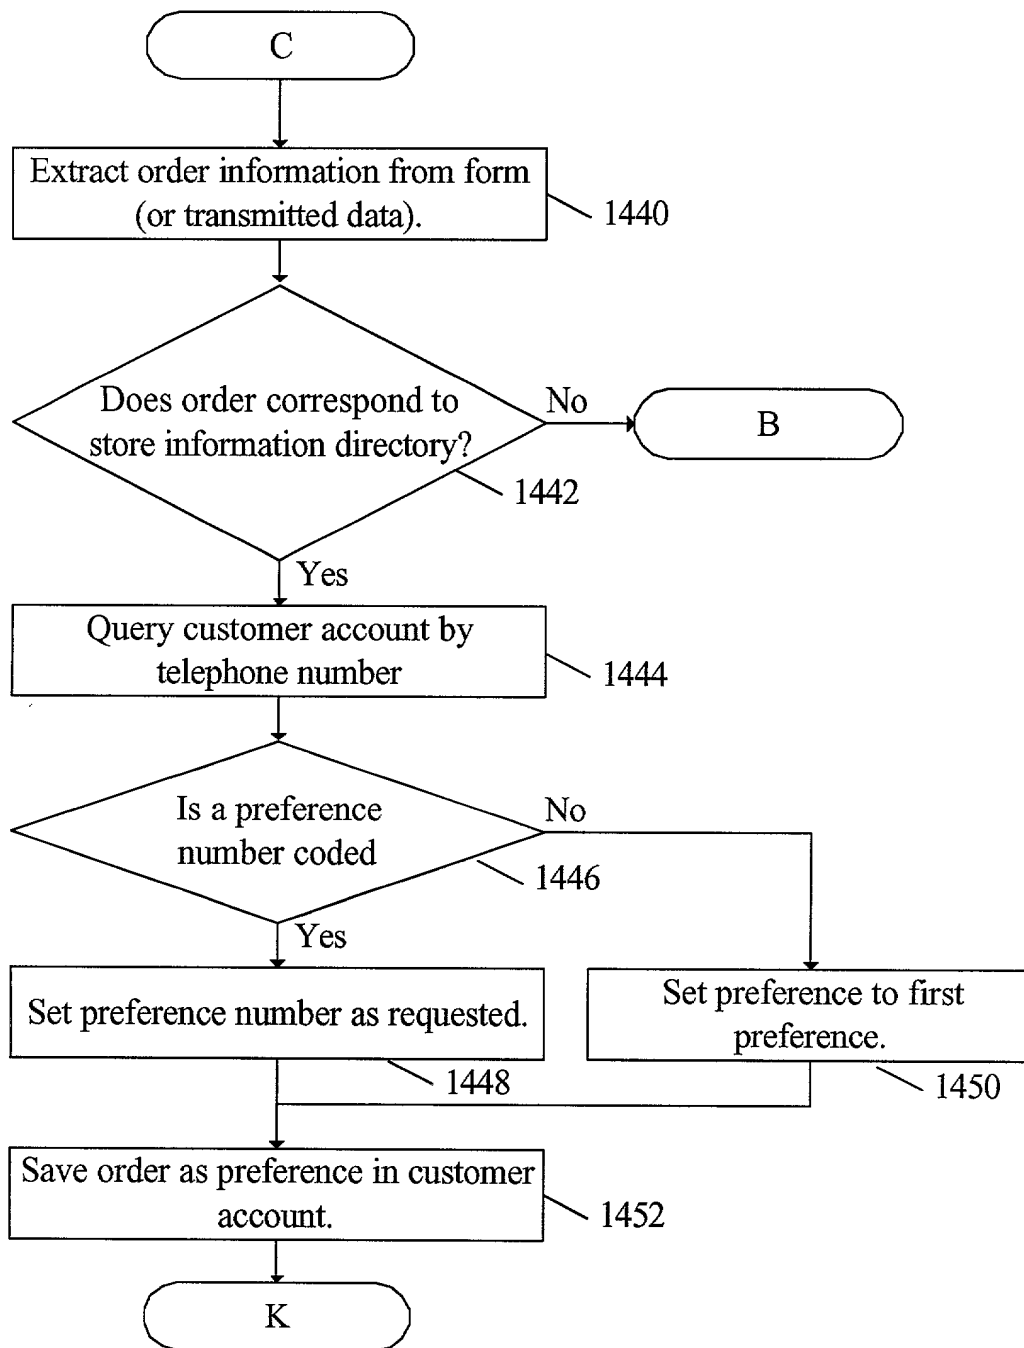 C
Extract order information from form
(or transmitted data).
1440
Does order correspond to
store information directory?
No
B
1442
Yes
Query customer account by
telephone number
1444
Is a preference
number coded
No
1446
Yes
Set preference number as requested.
1448
Set preference to first
preference.
1450
Save order as preference in customer
account.
1452
K